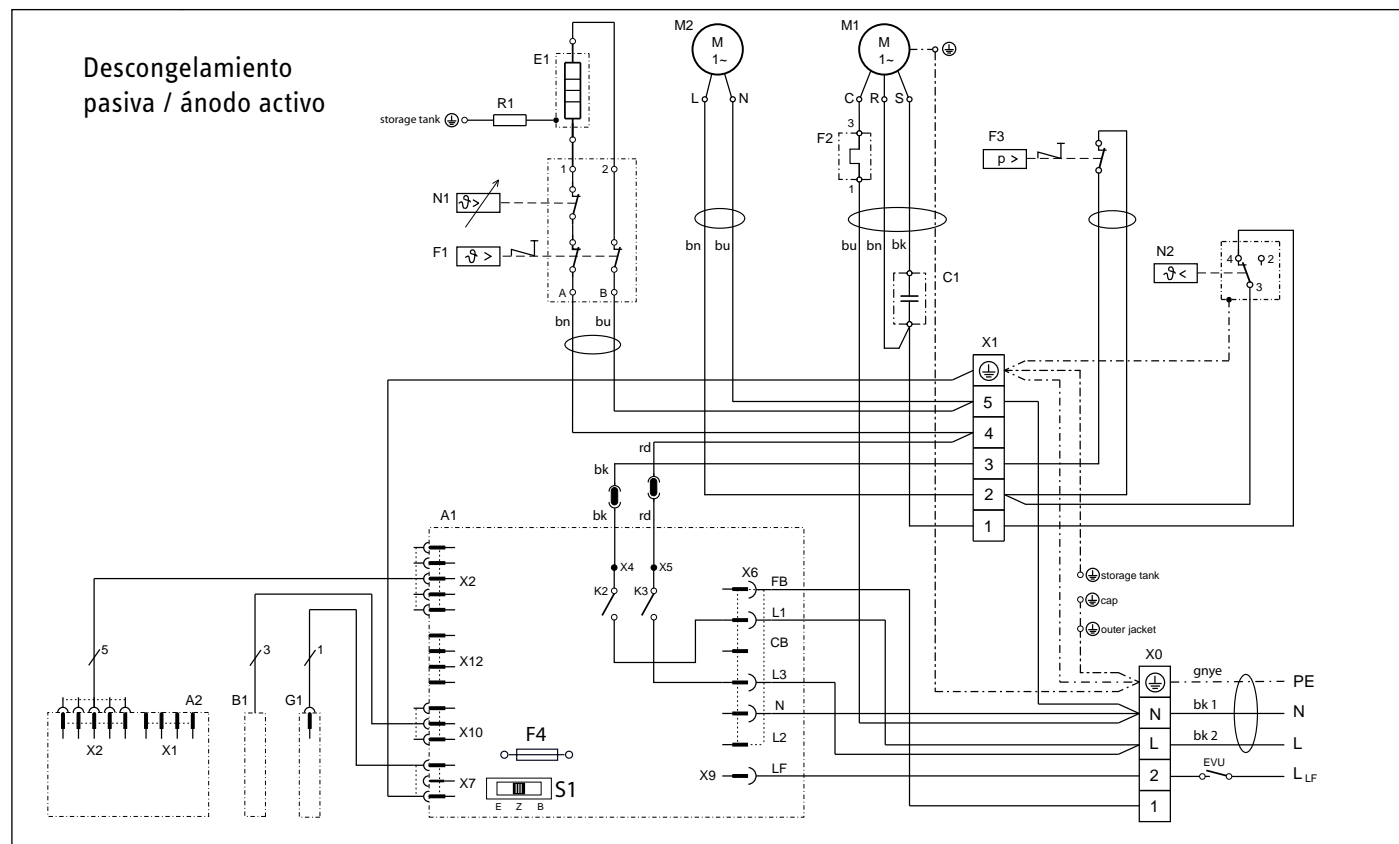 Descongelamiento
pasiva / ánodo activo
E1
R1
storage tank
M2
M
1~
L
N
M1
M
1~
C
R
S
3
F2
1
F3
p >
1
2
N1
ϑ>
F1
ϑ >
A
B
bn
bu
bn
bu
bu
bn
bk
C1
N2
ϑ <
4
2
3
X1
5
4
3
2
1
rd
bk
bk
rd
A1
X2
X4
X5
K2
K3
X6
FB
L1
CB
L3
N
L2
X9
LF
X12
X10
X7
F4
S1
E
Z
B
5
3
1
A2
X2
X1
B1
G1
storage tank
cap
outer jacket
X0
gnye
PE
N
bk 1
N
L
bk 2
L
2
EVU
L LF
1